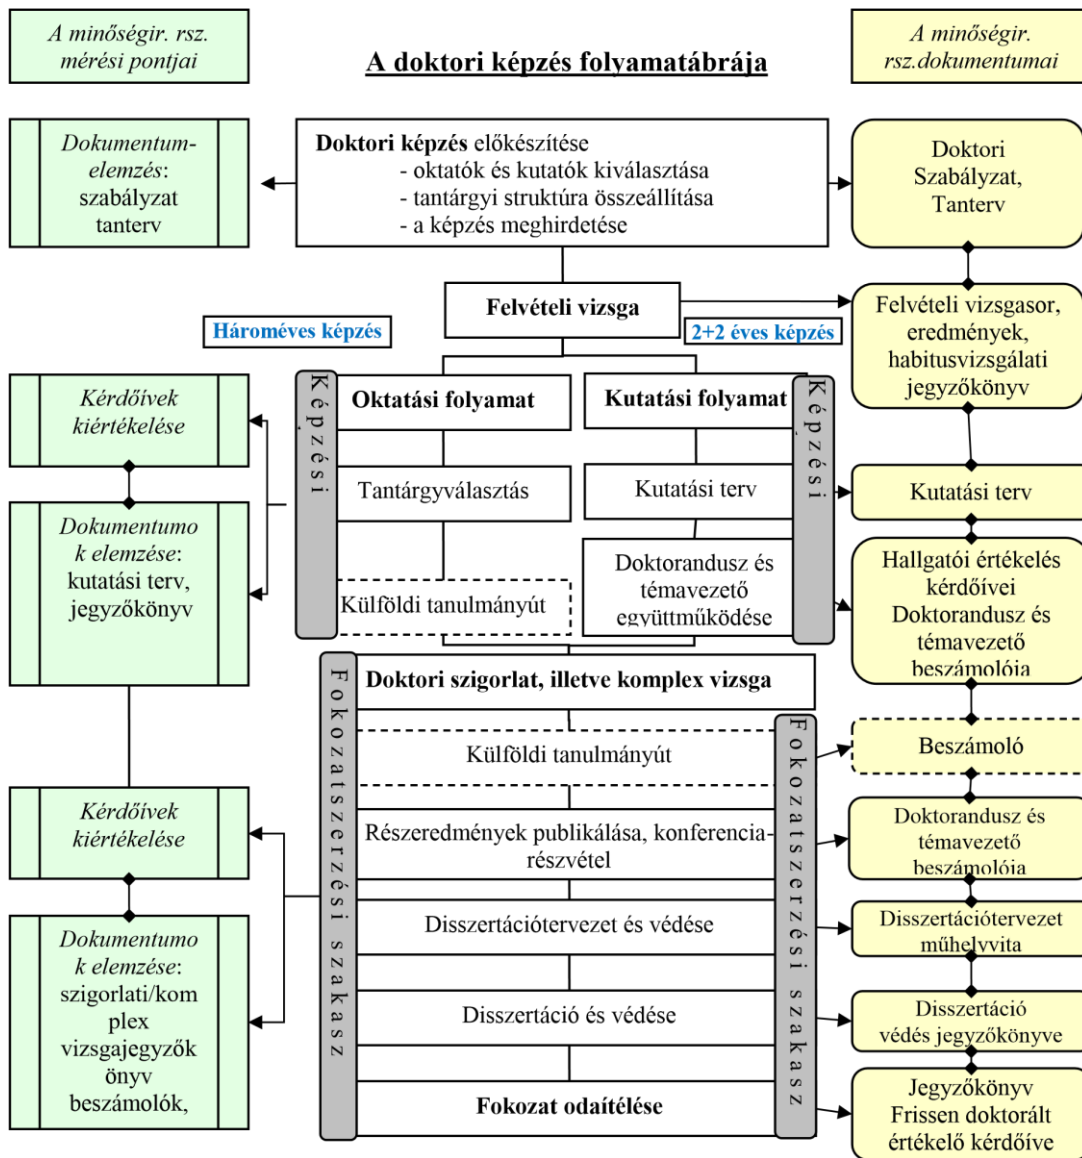 A minőségir. rsz.
mérési pontjai
A doktori képzés folyamatábrája
A minőségir.
rsz.dokumentumai
Dokumentum-
elemzés:
szabályzat
tanterv
Doktori képzés előkészítése
- oktatók és kutatók kiválasztása
- tantárgyi struktúra összeállítása
- a képzés meghirdetése
Doktori
Szabályzat,
Tanterv
Felvételi vizsga
Hároméves képzés
2+2 éves képzés
Felvételi vizsgasor,
eredmények,
habitusvizsgálati
jegyzőkönyv
Kérdőívek
kiértékelése
Képzési
Oktatási folyamat
Kutatási folyamat
Képzési
Tantárgyválasztás
Kutatási terv
Kutatási terv
Dokumentumo
k elemzése:
kutatási terv,
jegyzőkönyv
Külföldi tanulmányút
Doktorandusz és
témavezető
együttműködése
Hallgatói értékelés
kérdőívei
Doktorandusz és
témavezető
beszámolója
Fokozatszerzési szakasz
Doktori szigorlat, illetve komplex vizsga
Fokozatszerzési szakasz
Külföldi tanulmányút
Beszámoló
Kérdőívek
kiértékelése
Részeredmények publikálása, konferencia-
részvétel
Doktorandusz és
témavezető
beszámolója
Dokumentumo
k elemzése:
szigorlati/kom
plex
vizsgajegyzők
önyv
beszámolók,
Disszertációtervezet és védése
Disszertációtervezet
műhelyvita
Disszertáció és védése
Disszertáció
védés jegyzőkönyve
Fokozat odaítélése
Jegyzőkönyv
Frissen doktorált
értékelő kérdőíve